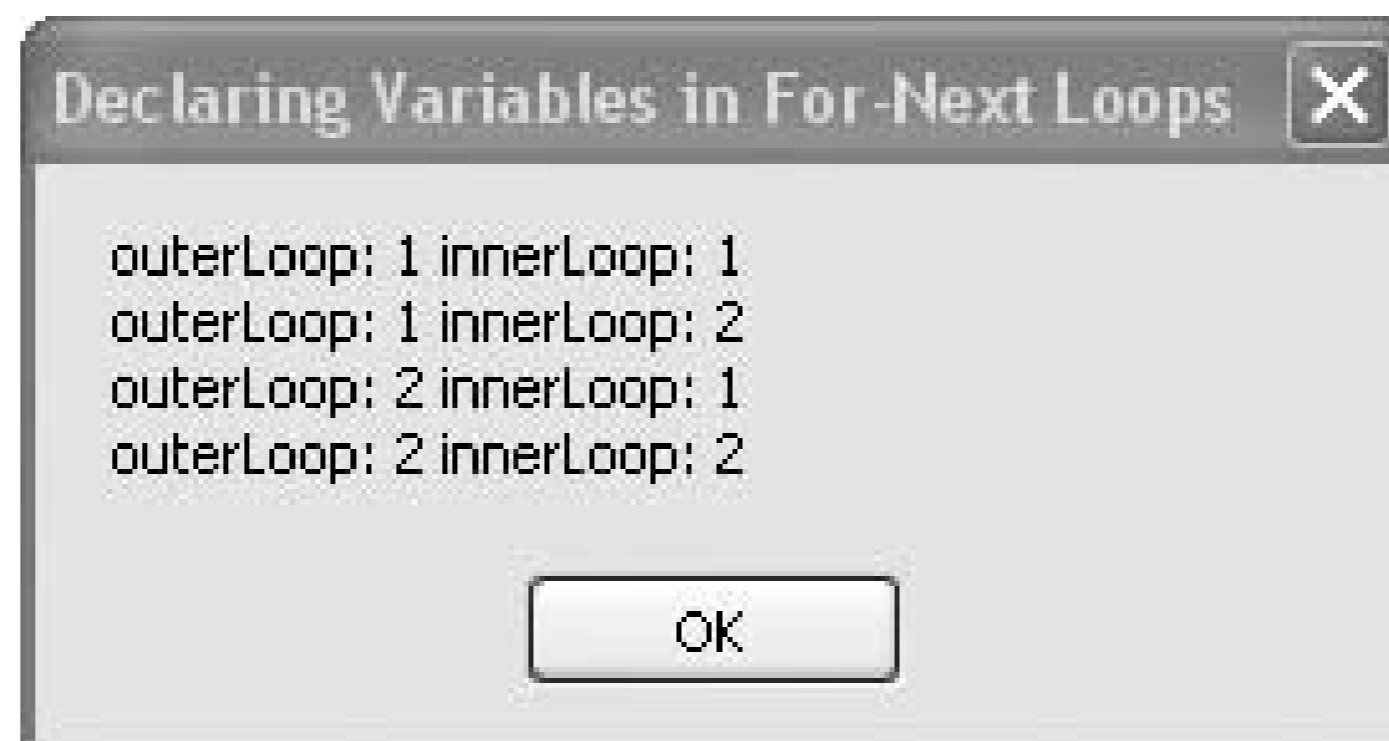 Declaring Variables in For-Next Loops
outerLoop: 1 innerLoop: 1
outerLoop: 1 innerLoop: 2
outerLoop: 2 innerLoop: 1
outerLoop: 2 innerLoop: 2
OK